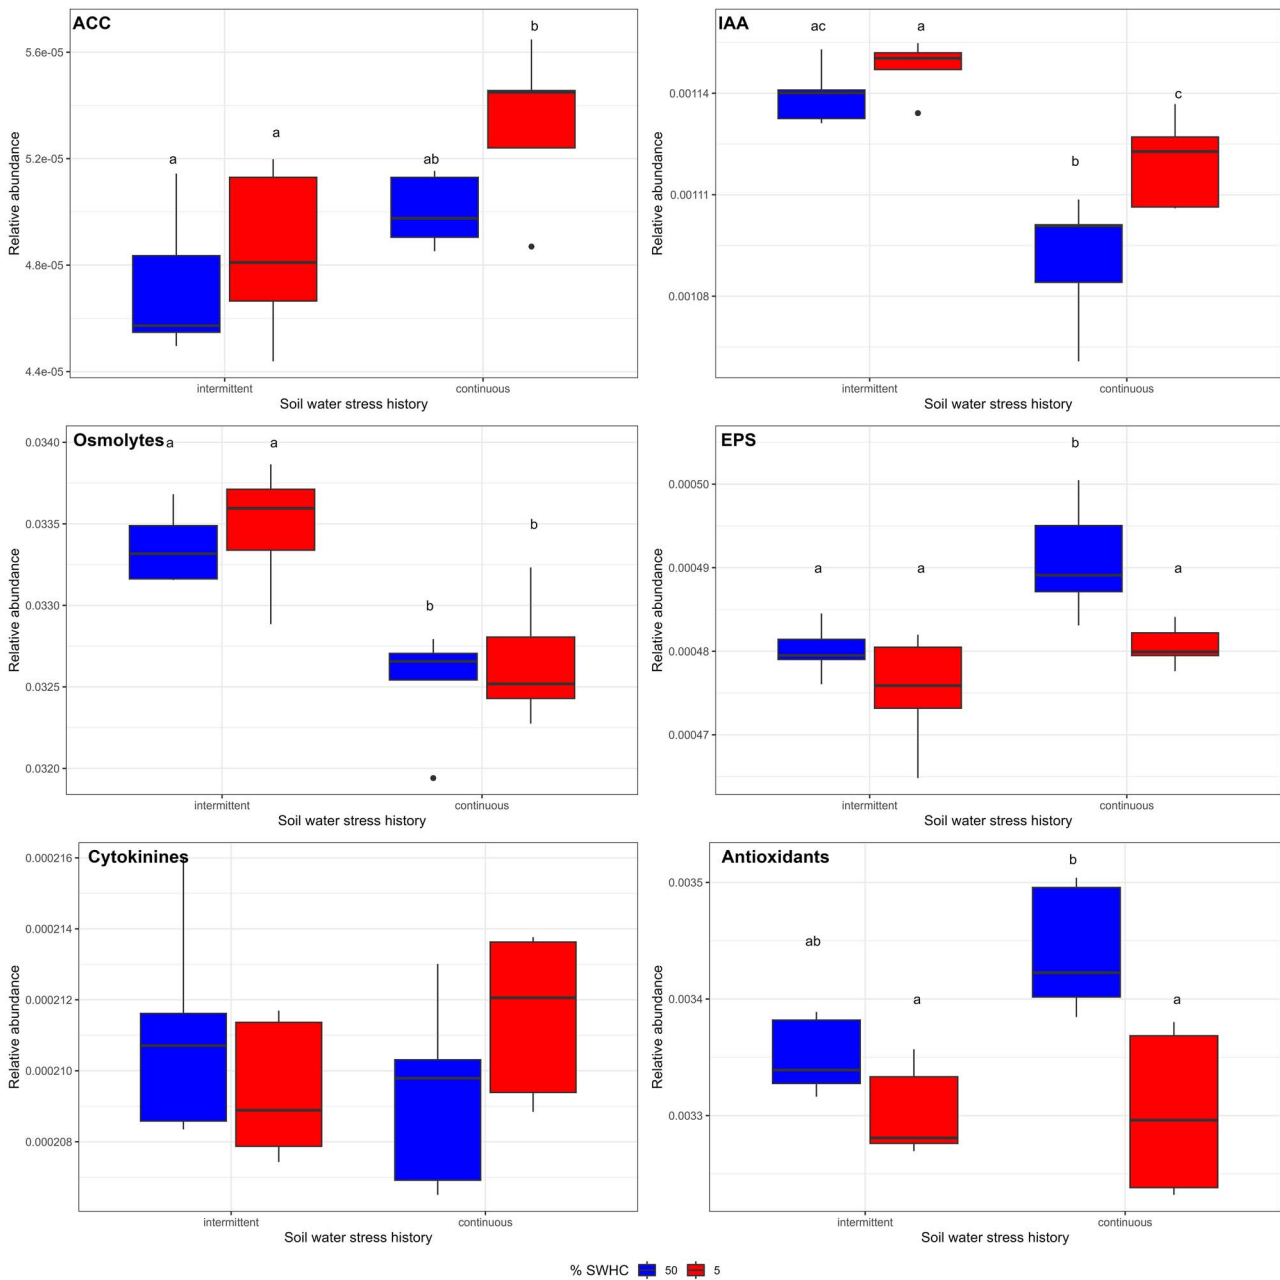 ACC
b
5.6e-05
a
a
5.2e-05
ab
4.8e-05
4.4e-05
Relative abundance
intermittent
continuous
Soil water stress history
IAA
ac
a
0.00114
c
b
0.00111
0.00108
Relative abundance
intermittent
continuous
Soil water stress history
Osmolytes
a
a
0.0340
0.0335
b
b
0.0330
0.0325
0.0320
Relative abundance
intermittent
continuous
Soil water stress history
EPS
b
0.00050
a
a
a
0.00049
0.00048
0.00047
Relative abundance
intermittent
continuous
Soil water stress history
Cytokinines
0.000216
0.000214
0.000212
0.000210
0.000208
Relative abundance
intermittent
continuous
Soil water stress history
Antioxidants
b
0.0035
ab
a
a
0.0034
0.0033
Relative abundance
intermittent
continuous
Soil water stress history
% SWHC 50 5